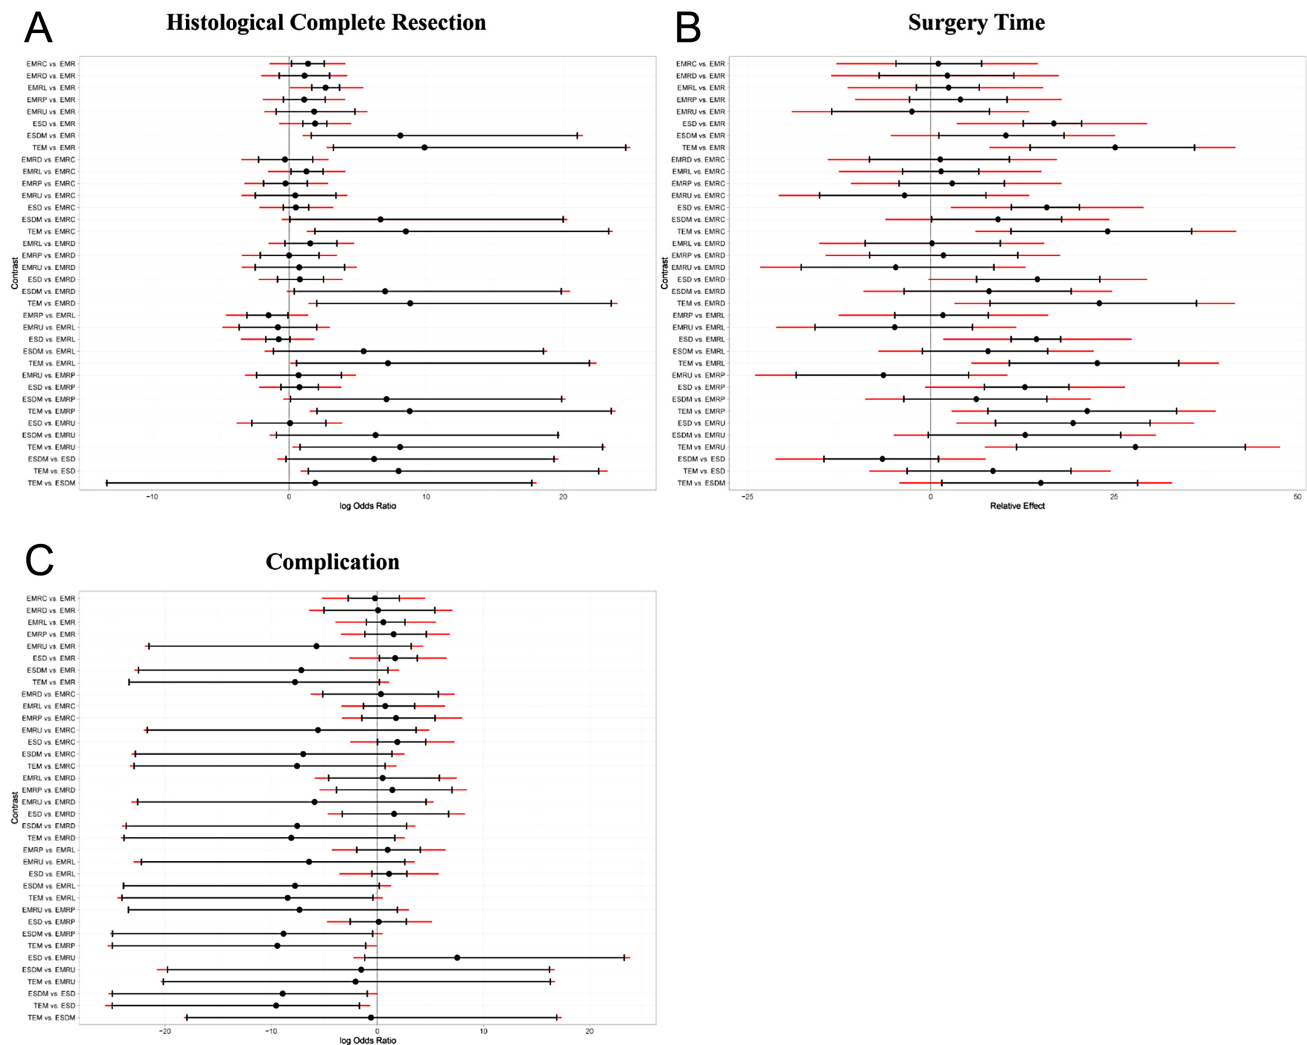 A
Histological Complete Resection
EMRC vs. EMR
EMRD vs. EMR
EMRL vs. EMR
EMRP vs. EMR
EMRU vs. EMR
ESD vs. EMR
ESDM vs. EMR
TEM vs. EMR
EMRD vs. EMRC
EMRL vs. EMRC
EMRP vs. EMRC
EMRU vs. EMRC
ESD vs. EMRC
ESDM vs. EMRC
TEM vs. EMRC
EMRL vs. EMRD
EMRP vs. EMRD
EMRU vs. EMRD
ESD vs. EMRD
ESDM vs. EMRD
TEM vs. EMRD
EMRP vs. EMRL
EMRU vs. EMRL
ESD vs. EMRL
ESDM vs. EMRL
TEM vs. EMRL
EMRU vs. EMRP
ESD vs. EMRP
ESDM vs. EMRP
TEM vs. EMRP
ESD vs. EMRU
ESDM vs. EMRU
TEM vs. EMRU
ESDM vs. ESD
TEM vs. ESD
TEM vs. ESDM
Contrast
−10 0 10 20
log Odds Ratio
B
Surgery Time
EMRC vs. EMR
EMRD vs. EMR
EMRL vs. EMR
EMRP vs. EMR
EMRU vs. EMR
ESD vs. EMR
ESDM vs. EMR
TEM vs. EMR
EMRD vs. EMRC
EMRL vs. EMRC
EMRP vs. EMRC
EMRU vs. EMRC
ESD vs. EMRC
ESDM vs. EMRC
TEM vs. EMRC
EMRL vs. EMRD
EMRP vs. EMRD
EMRU vs. EMRD
ESD vs. EMRD
ESDM vs. EMRD
TEM vs. EMRD
EMRP vs. EMRL
EMRU vs. EMRL
ESD vs. EMRL
ESDM vs. EMRL
TEM vs. EMRL
EMRU vs. EMRP
ESD vs. EMRP
ESDM vs. EMRP
TEM vs. EMRP
ESD vs. EMRU
ESDM vs. EMRU
TEM vs. EMRU
ESDM vs. ESD
TEM vs. ESD
TEM vs. ESDM
Contrast
−25 0 25 50
Relative Effect
C
Complication
EMRC vs. EMR
EMRD vs. EMR
EMRL vs. EMR
EMRP vs. EMR
EMRU vs. EMR
ESD vs. EMR
ESDM vs. EMR
TEM vs. EMR
EMRD vs. EMRC
EMRL vs. EMRC
EMRP vs. EMRC
EMRU vs. EMRC
ESD vs. EMRC
ESDM vs. EMRC
TEM vs. EMRC
EMRL vs. EMRD
EMRP vs. EMRD
EMRU vs. EMRD
ESD vs. EMRD
ESDM vs. EMRD
TEM vs. EMRD
EMRP vs. EMRL
EMRU vs. EMRL
ESD vs. EMRL
ESDM vs. EMRL
TEM vs. EMRL
EMRU vs. EMRP
ESD vs. EMRP
ESDM vs. EMRP
TEM vs. EMRP
ESD vs. EMRU
ESDM vs. EMRU
TEM vs. EMRU
ESDM vs. ESD
TEM vs. ESD
TEM vs. ESDM
Contrast
−20 −10 0 10 20
log Odds Ratio